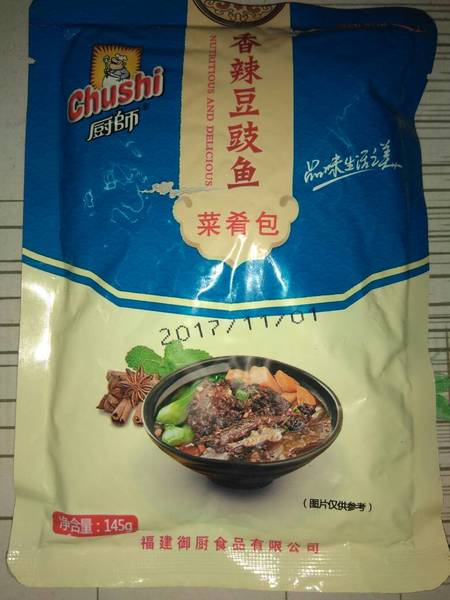 Chushi®
厨師
香辣豆豉鱼
NUTRITIOUS AND DELICIOUS
菜肴包
品味生活之美
2017/11/01
（图片仅供参考）
净含量：145g
福建御厨食品有限公司